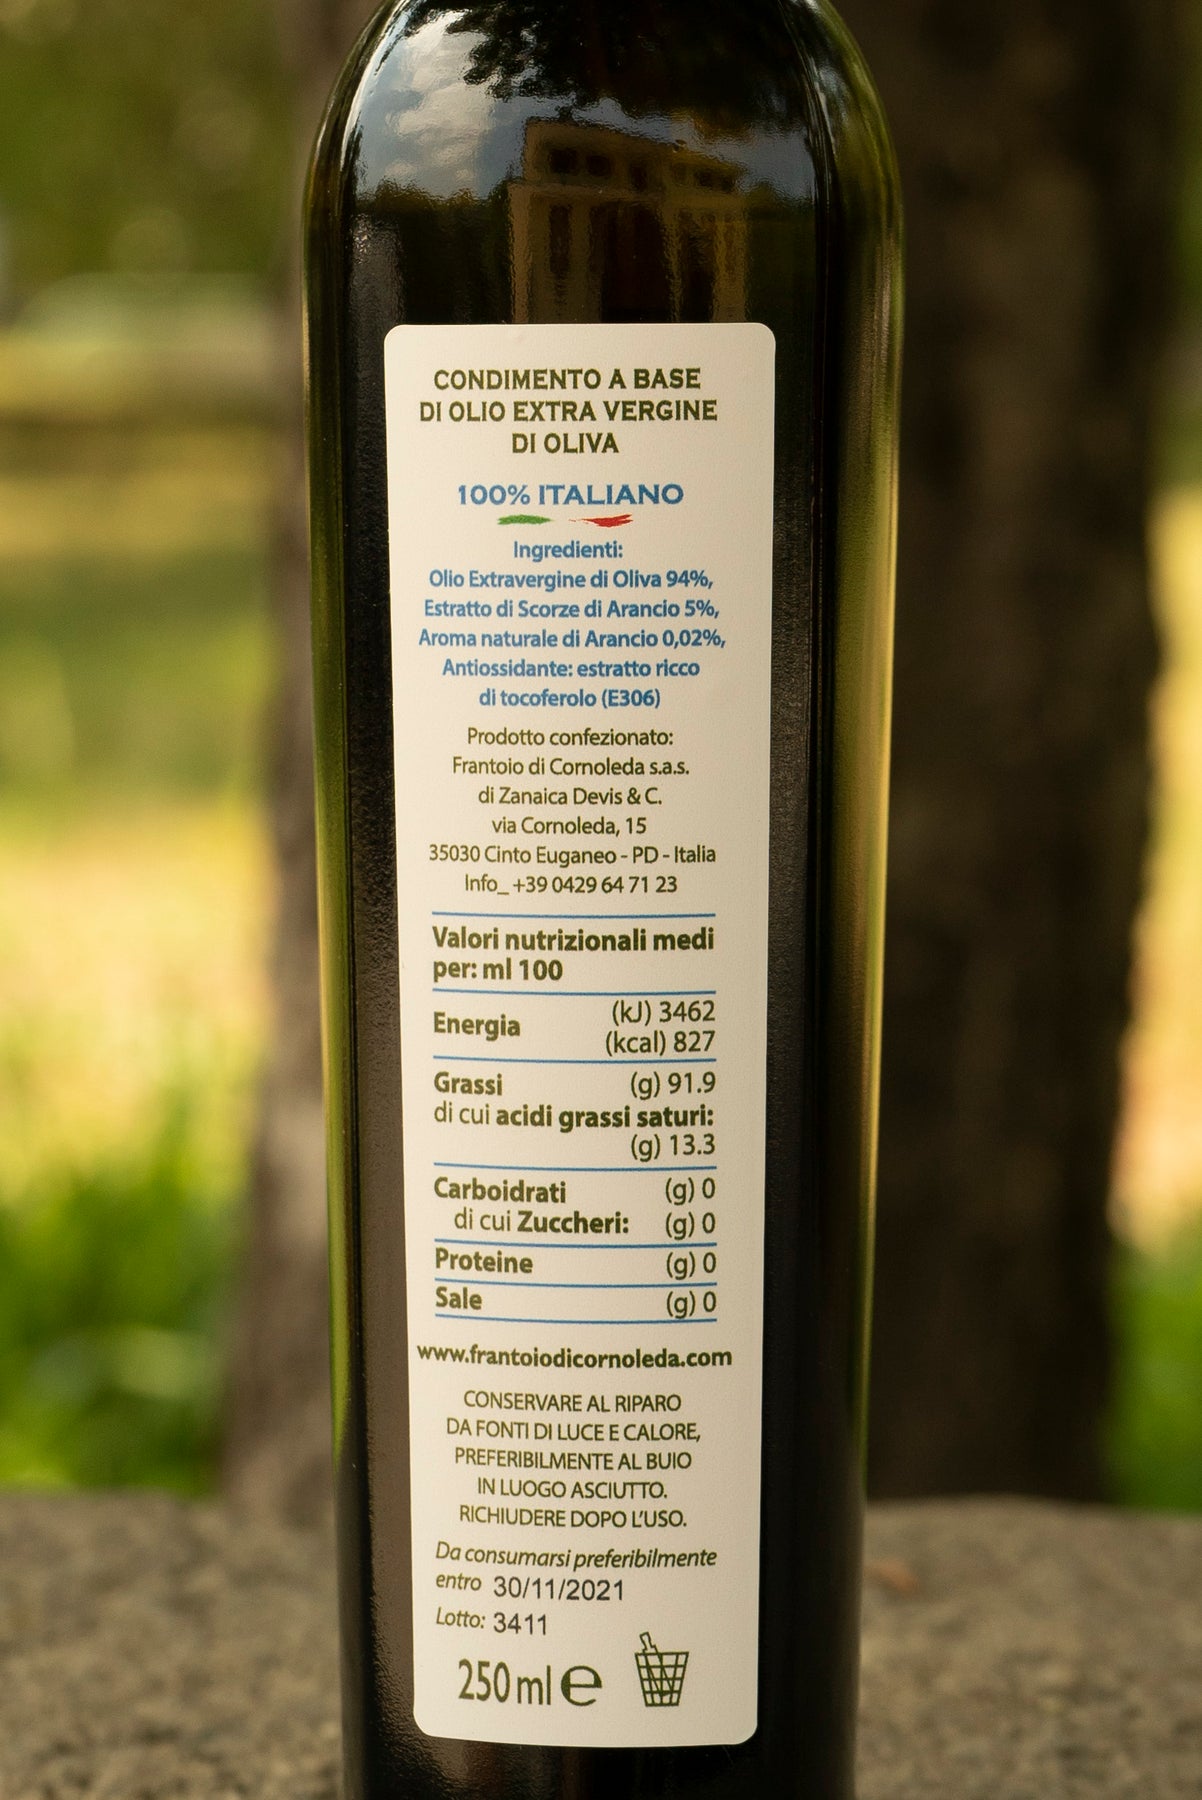 CONDIMENTO A BASE
DI OLIO EXTRA VERGINE
DI OLIVA
100% ITALIANO
Ingredienti:
Olio Extravergine di Oliva 94%,
Estratto di Scorze di Arancio 5%,
Aroma naturale di Arancio 0,02%,
Antiossidante: estratto ricco
di tocoferolo (E306)
Prodotto confezionato:
Frantoio di Cornoleda s.a.s.
di Zanaica Devis & C.
via Cornoleda, 15
35030 Cinto Euganeo - PD - Italia
Info_ +39 0429 64 71 23
Valori nutrizionali medi
per: ml 100
Energia (kJ) 3462
(kcal) 827
Grassi (g) 91.9
di cui acidi grassi saturi:
(g) 13.3
Carboidrati (g) 0
di cui Zuccheri: (g) 0
Proteine (g) 0
Sale (g) 0
www.frantoiodicornoleda.com
CONSERVARE AL RIPARO
DA FONTI DI LUCE E CALORE,
PREFERIBILMENTE AL BUIO
IN LUOGO ASCIUTTO.
RICHIUDERE DOPO L'USO.
Da consumarsi preferibilmente
entro 30/11/2021
Lotto: 3411
250 ml e